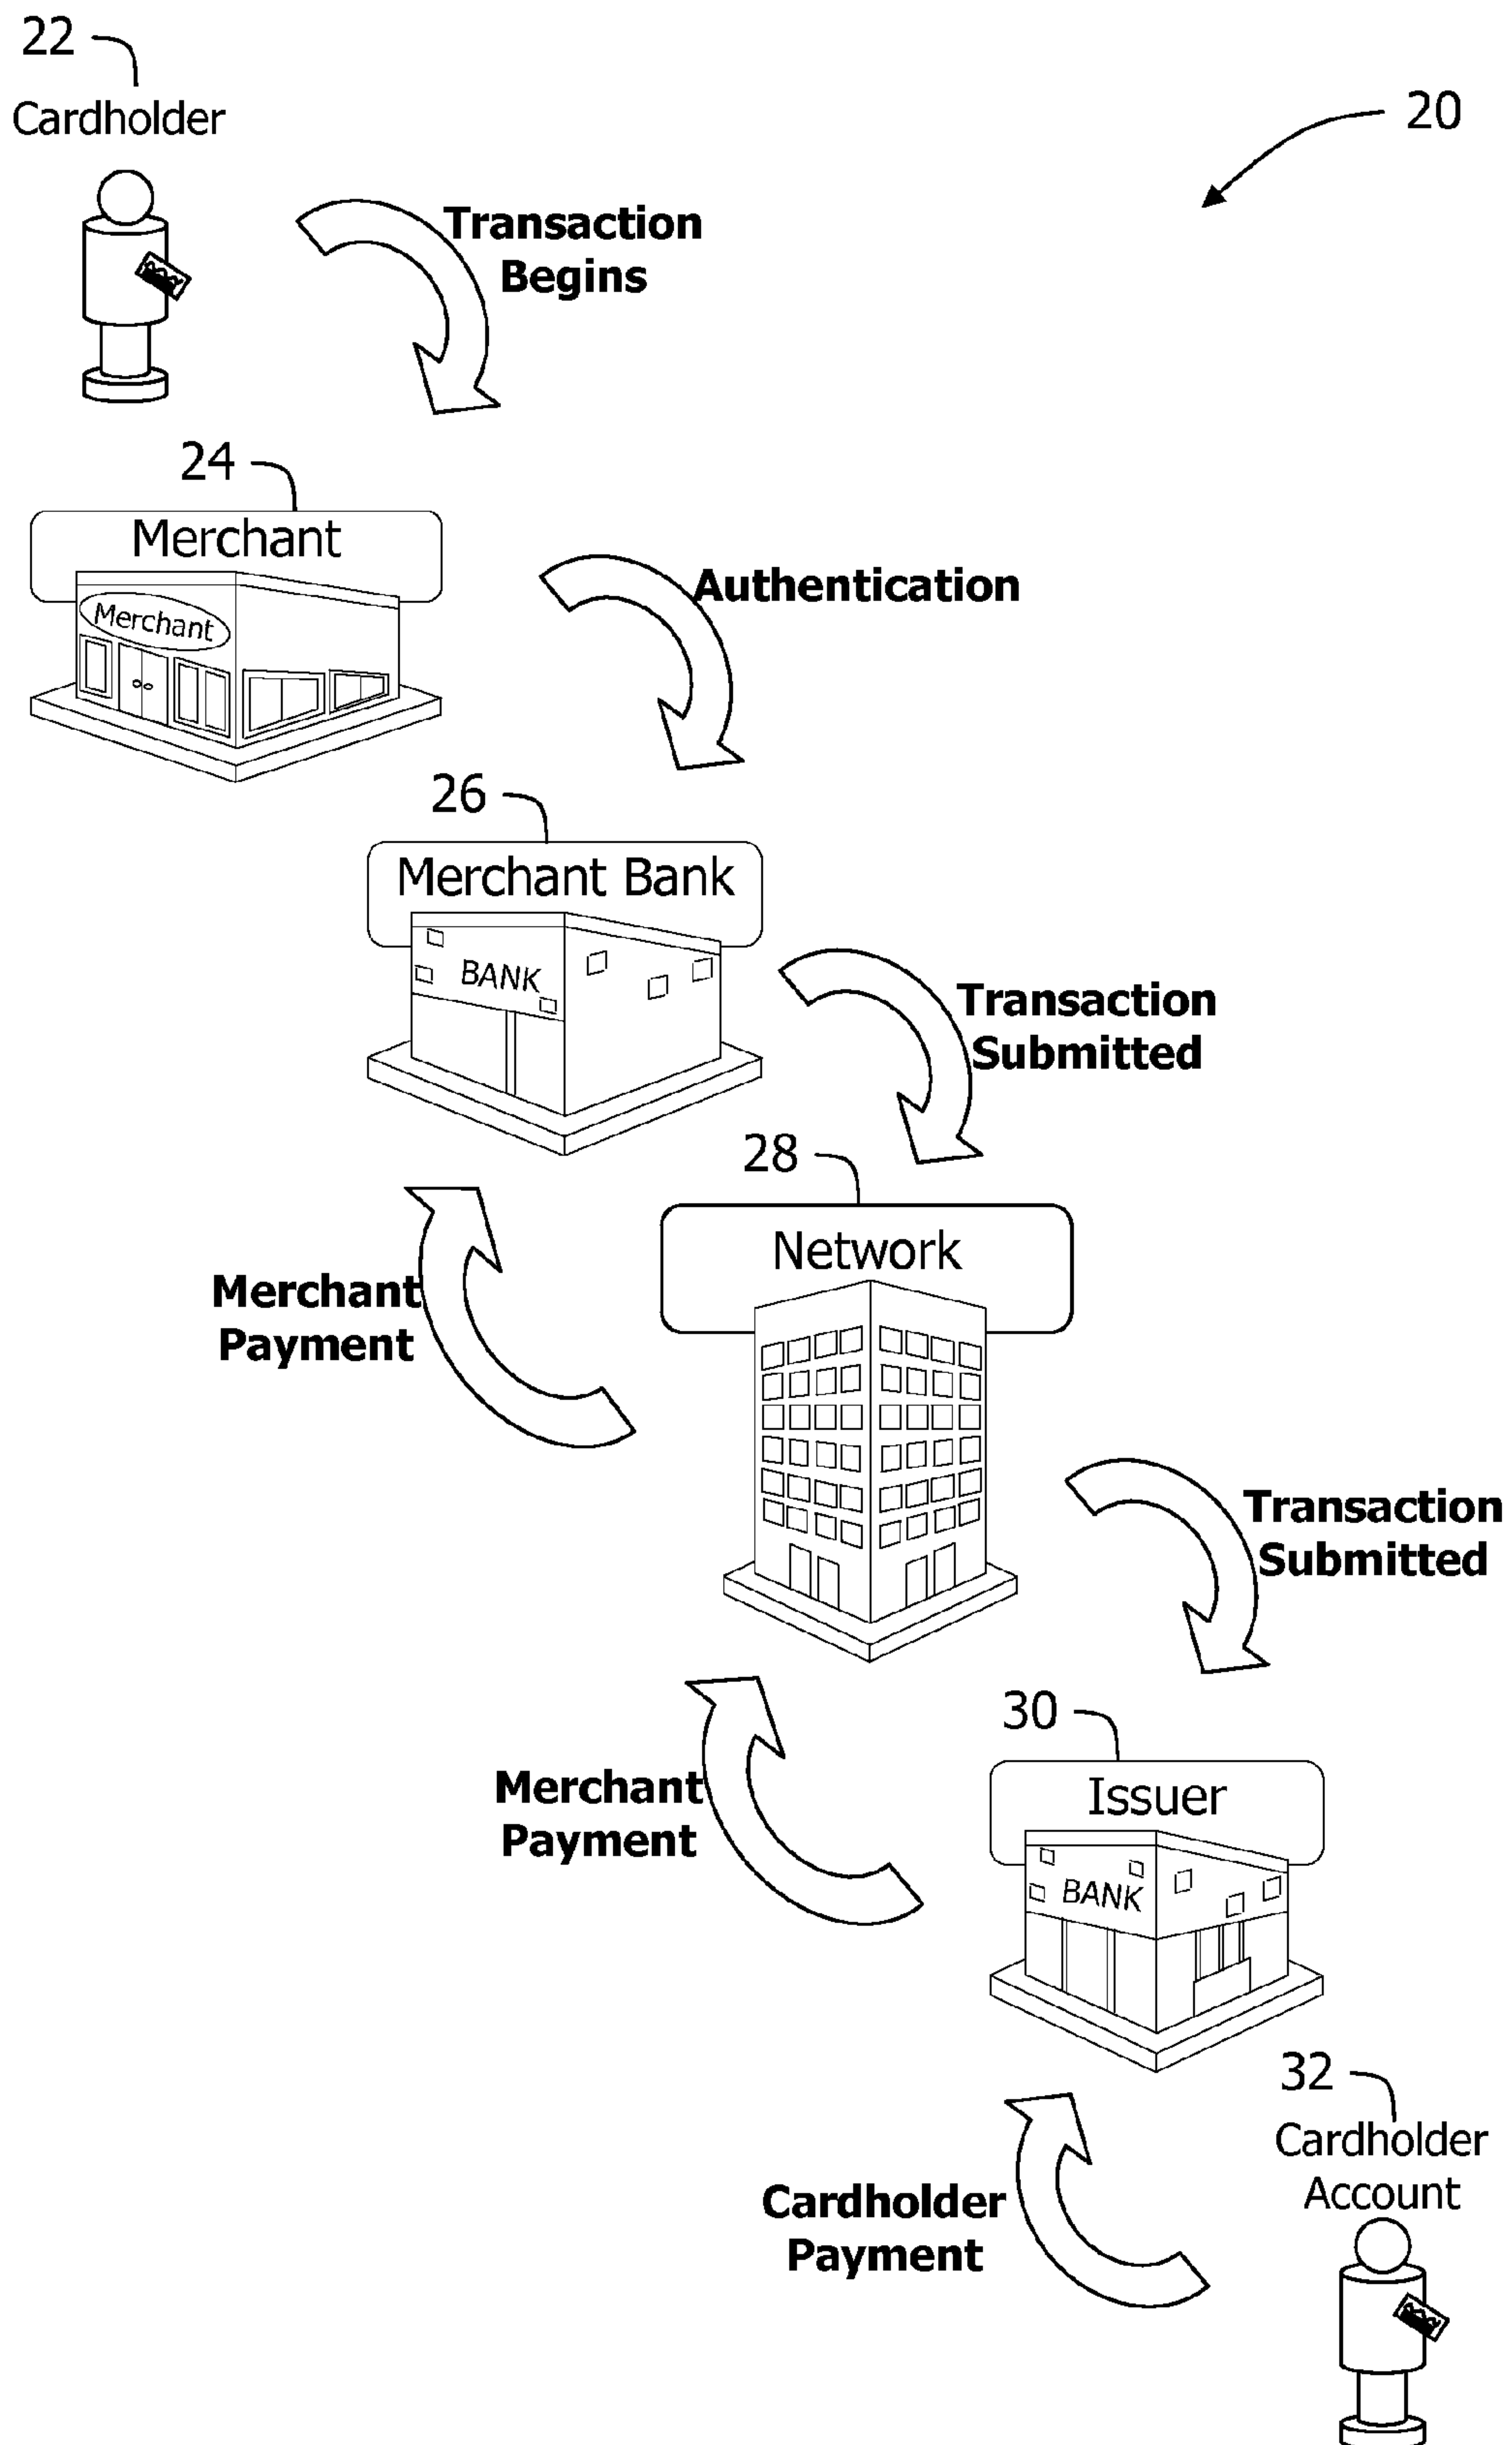 22
Cardholder
20
Transaction
Begins
24
Merchant
Merchant
Authentication
26
Merchant Bank
BANK
Transaction
Submitted
28
Network
Merchant
Payment
Transaction
Submitted
30
Issuer
BANK
Merchant
Payment
32
Cardholder
Account
Cardholder
Payment